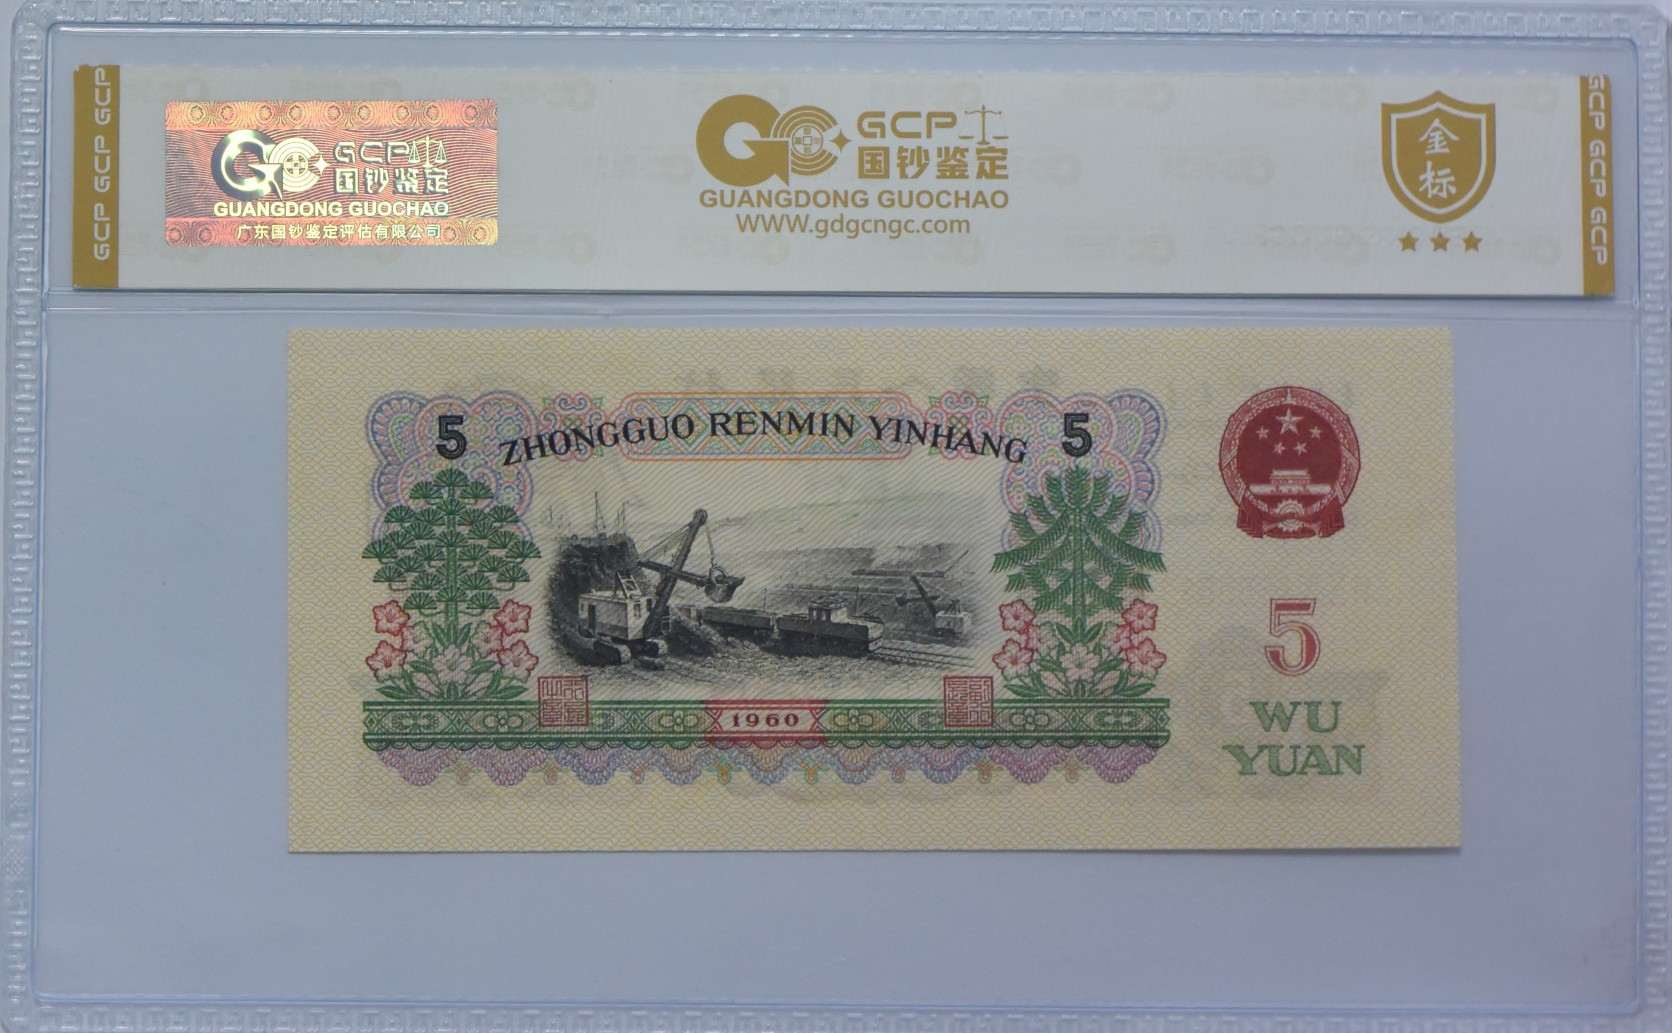 GCP GCP GCP
GCP
国钞鉴定
GUANGDONG GUOCHAO
广东国钞鉴定评估有限公司
GCP
国钞鉴定
GUANGDONG GUOCHAO
www.gdgcngc.com
金
标
GCP GCP GCP
5 ZHONGGUO RENMIN YINHANG 5
1960
5
WU
YUAN